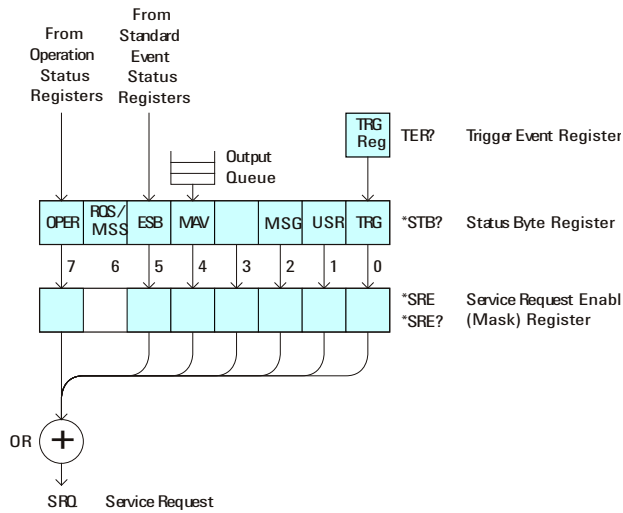 From
Operation
Status
Registers
From
Standard
Event
Status
Registers
Output
Queue
TRG
Reg
TER? Trigger Event Register
OPER RQS/
MSS ESB MAV MSG USR TRG
*STB? Status Byte Register
7 6 5 4 3 2 1 0
*SRE Service Request Enabl
*SRE? (Mask) Register
OR +
SRQ Service Request